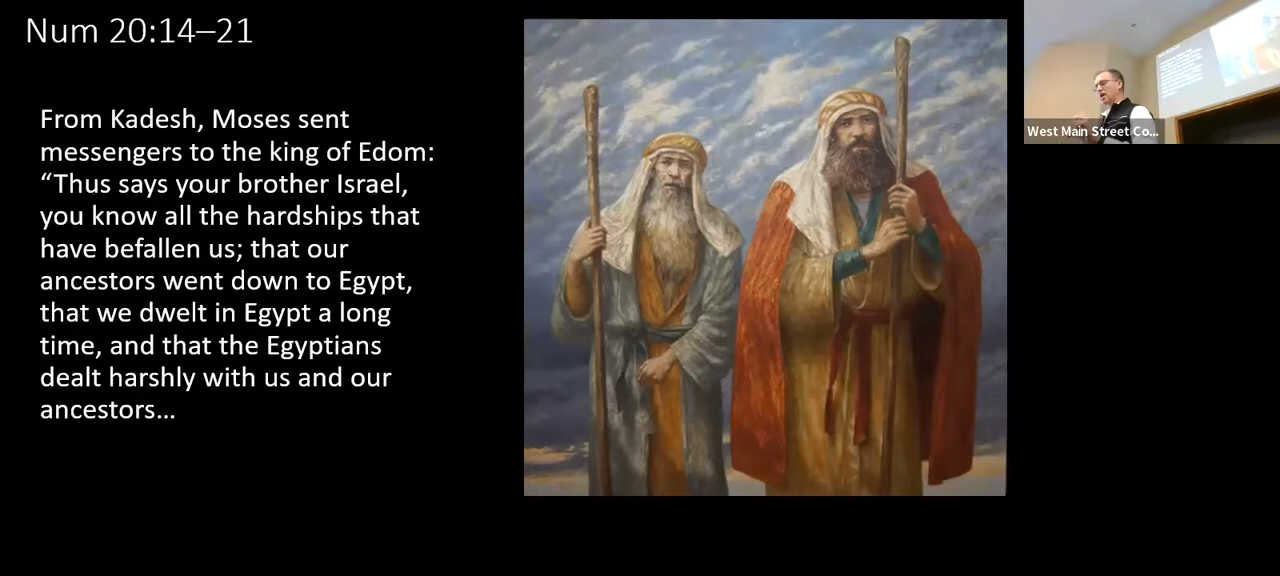 Num 20:14–21
From Kadesh, Moses sent
messengers to the king of Edom:
“Thus says your brother Israel,
you know all the hardships that
have befallen us; that our
ancestors went down to Egypt,
that we dwelt in Egypt a long
time, and that the Egyptians
dealt harshly with us and our
ancestors…
West Main Street Co...